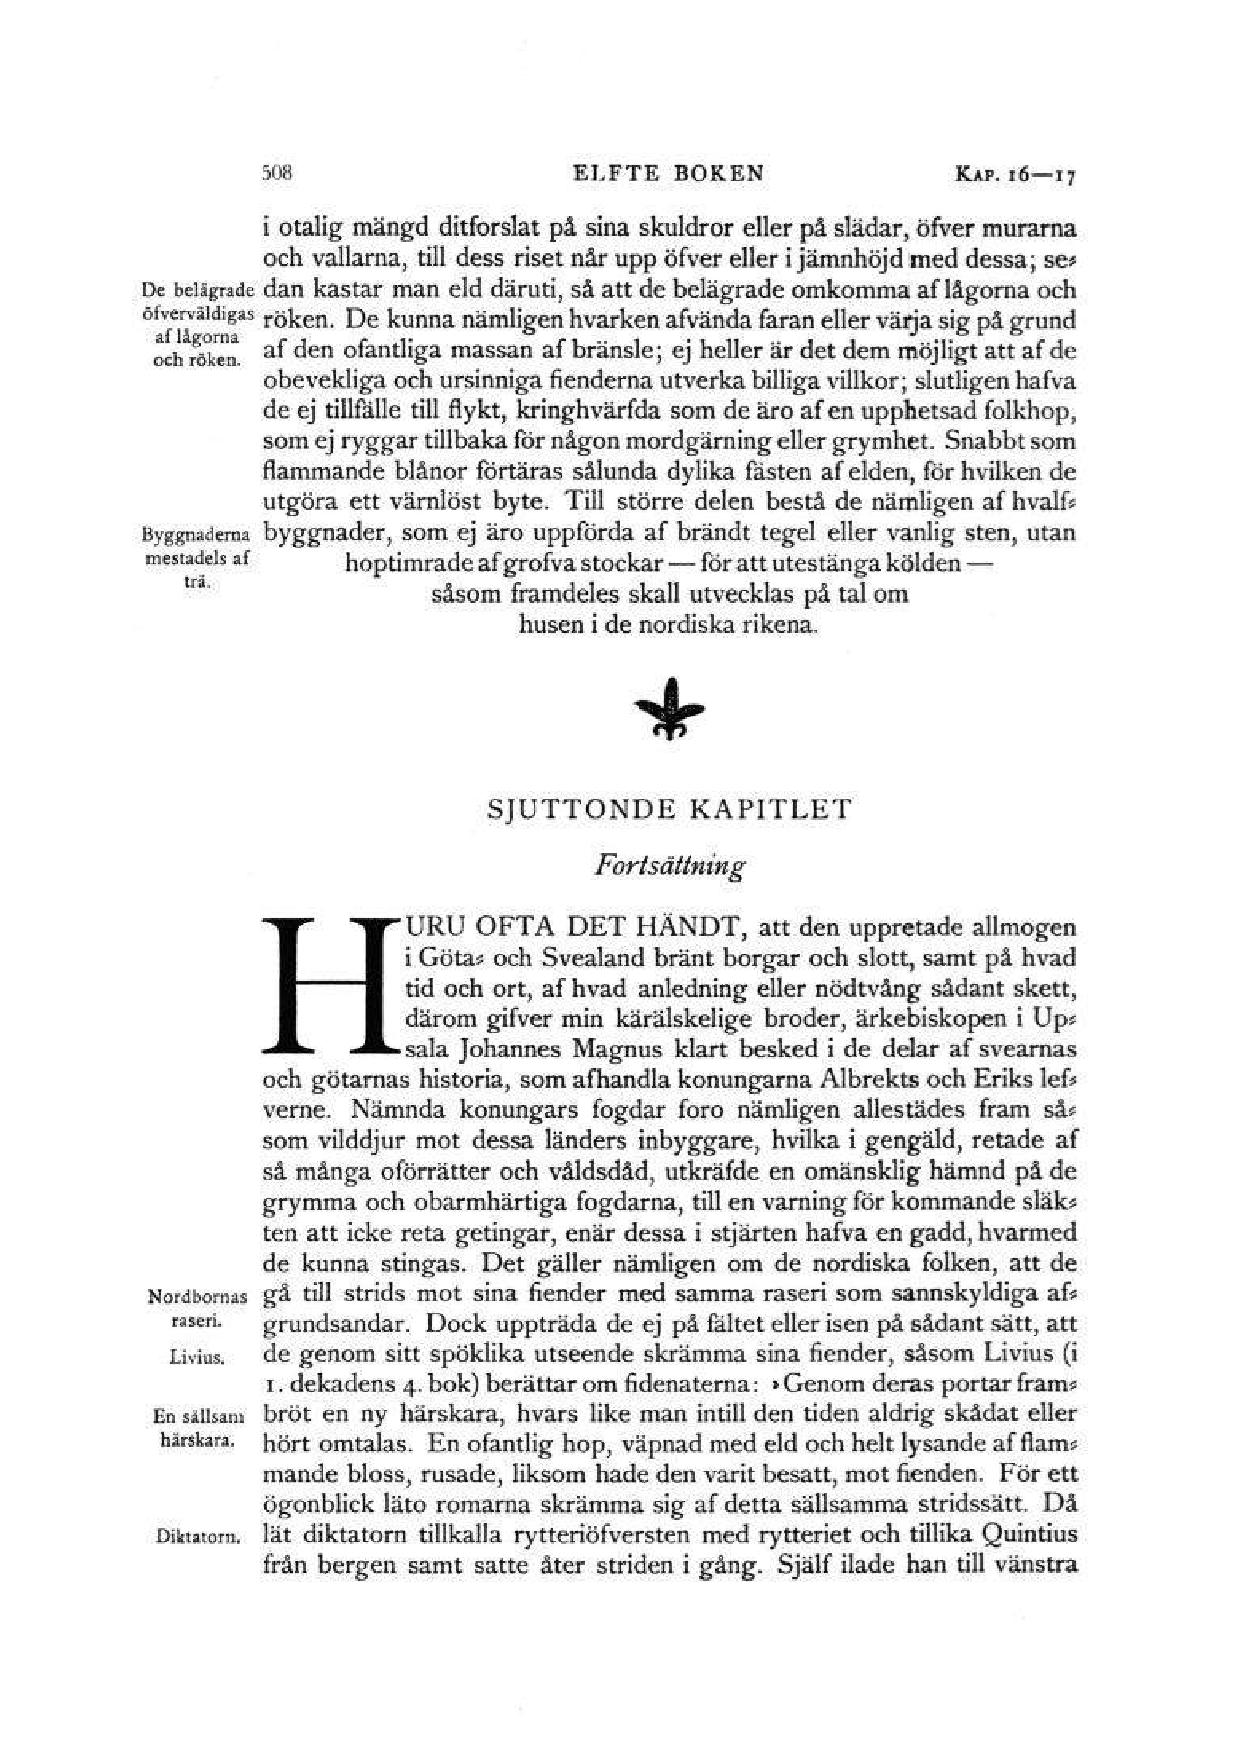 508 ELFTE BOKEN KAP. 16—17
i otalig mängd ditforslat på sina skuldror eller på slädar, öfver murarna
och vallarna, till dess riset når upp öfver eller i jämnhöjd med dessa; se⸗
De belägrade
öfverväldigas
af lågorna
och röken.
dan kastar man eld däruti, så att de belägrade omkomma af lågorna och
röken. De kunna nämligen hvarken afvända faran eller värja sig på grund
af den ofantliga massan af bränsle; ej heller är det dem möjligt att af de
obevekliga och ursinniga fienderna utverka billiga villkor; slutligen hafva
de ej tillfälle till flykt, kringhvärfda som de äro af en upphetsad folkhop,
som ej ryggar tillbaka för någon mordgärning eller grymhet. Snabbt som
flammande blånor förtäras sålunda dylika fästen af elden, för hvilken de
utgöra ett värnlöst byte. Till större delen bestå de nämligen af hvalf⸗
Byggnaderna
mestadels af
trä.
byggnader, som ej äro uppförda af brändt tegel eller vanlig sten, utan
hoptimrade af grofva stockar — för att utestänga kölden —
såsom framdeles skall utvecklas på tal om
husen i de nordiska rikena.
SJUTTONDE KAPITLET
Fortsättning
HURU OFTA DET HÄNDT, att den uppretade allmogen
i Göta⸗ och Svealand bränt borgar och slott, samt på hvad
tid och ort, af hvad anledning eller nödtvång sådant skett,
därom gifver min kärälskelige broder, ärkebiskopen i Up⸗
sala Johannes Magnus klart besked i de delar af svearnas
och götarnas historia, som afhandla konungarna Albrekts och Eriks lef⸗
verne. Nämnda konungars fogdar foro nämligen allestädes fram så⸗
som vilddjur mot dessa länders inbyggare, hvilka i gengäld, retade af
så många oförrätter och våldsdåd, utkräfde en omänsklig hämnd på de
grymma och obarmhärtiga fogdarna, till en varning för kommande släk⸗
ten att icke reta getingar, enär dessa i stjärten hafva en gadd, hvarmed
de kunna stingas. Det gäller nämligen om de nordiska folken, att de
Nordbornas
raseri.
gå till strids mot sina fiender med samma raseri som sannskyldiga af⸗
grundsandar. Dock uppträda de ej på fältet eller isen på sådant sätt, att
Livius.
de genom sitt spöklika utseende skrämma sina fiender, såsom Livius (i
1. dekadens 4. bok) berättar om fidenaterna: »Genom deras portar fram⸗
En sällsam
härskara.
bröt en ny härskara, hvars like man intill den tiden aldrig skådat eller
hört omtalas. En ofantlig hop, väpnad med eld och helt lysande af flam⸗
mande bloss, rusade, liksom hade den varit besatt, mot fienden. För ett
ögonblick läto romarna skrämma sig af detta sällsamma stridssätt. Då
Diktatorn.
lät diktatorn tillkalla rytteriöfversten med rytteriet och tillika Quintius
från bergen samt satte åter striden i gång. Själf ilade han till vänstra